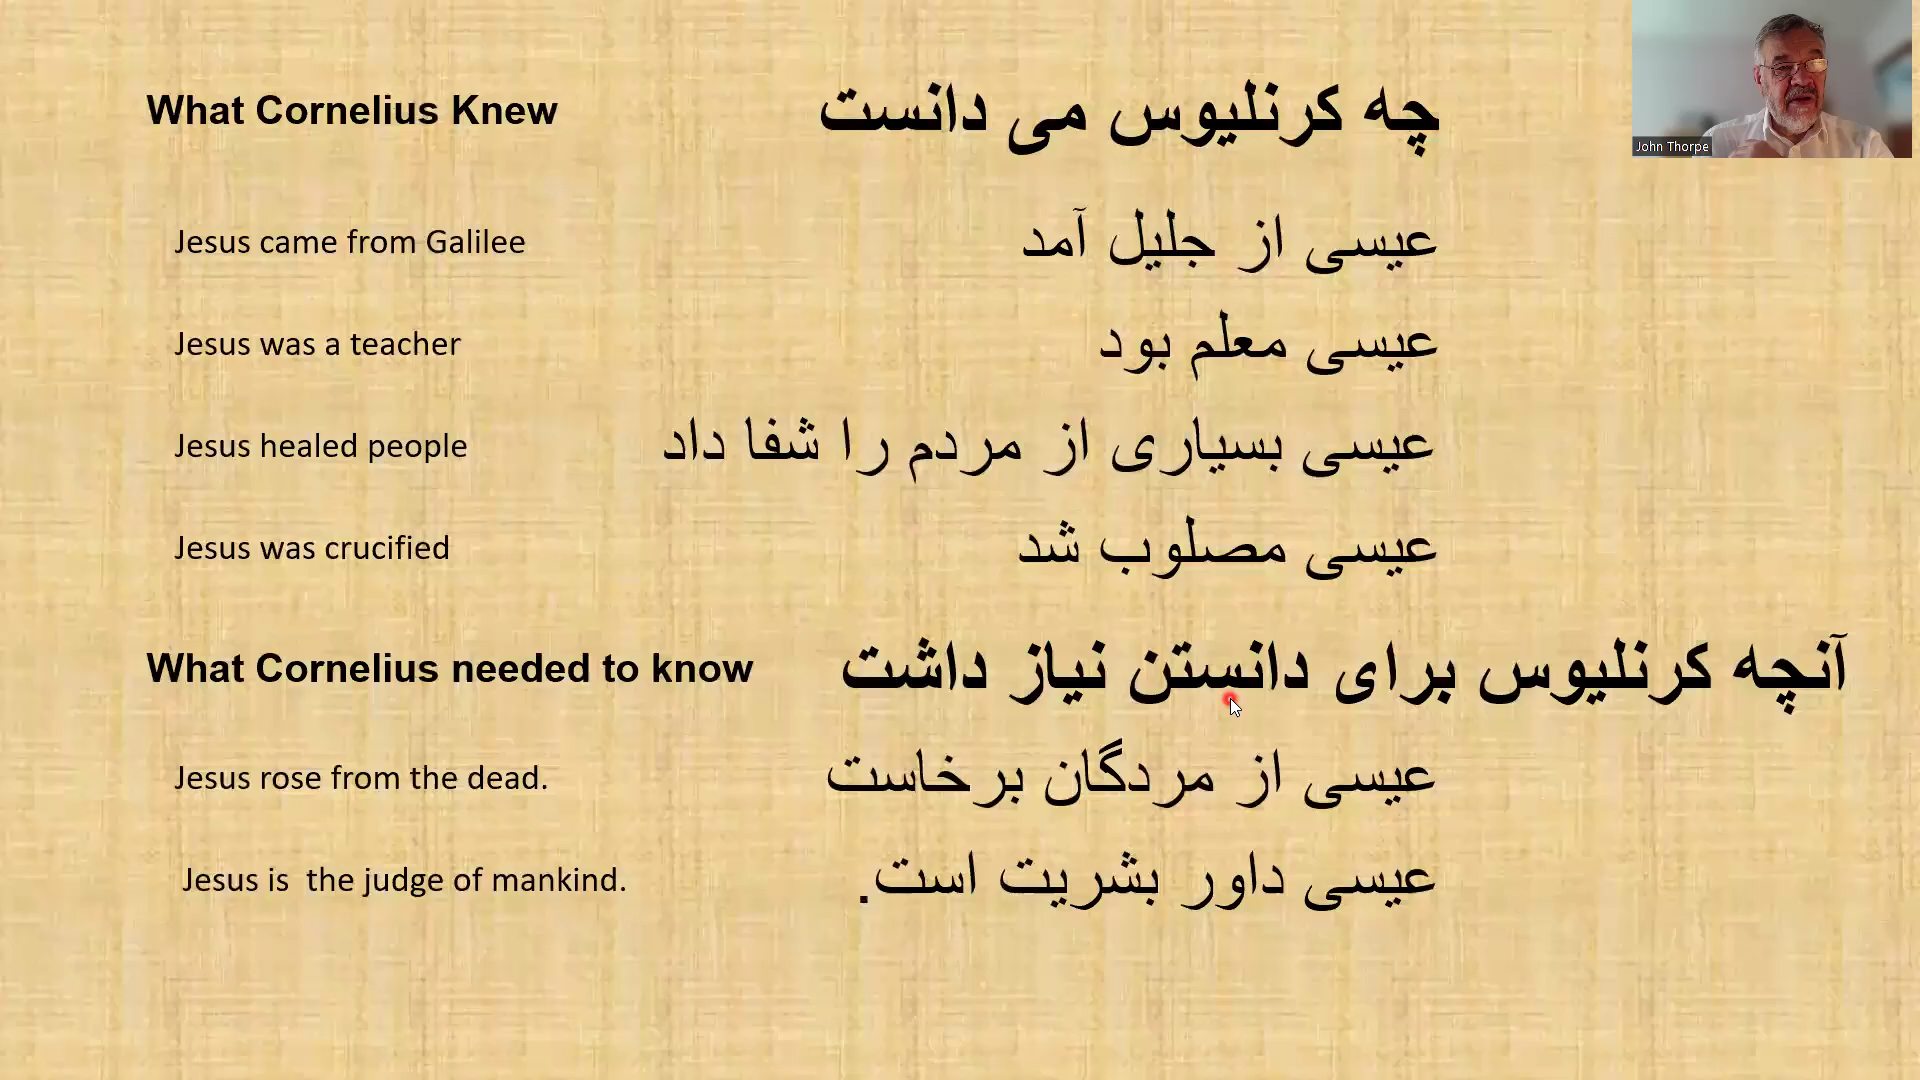 What Cornelius Knew
چه کرنلیوس می دانست
John Thorpe
Jesus came from Galilee
عیسی از جلیل آمد
Jesus was a teacher
عیسی معلم بود
Jesus healed people
عیسی بسیاری از مردم را شفا داد
Jesus was crucified
عیسی مصلوب شد
What Cornelius needed to know
آنچه کرنلیوس برای دانستن نیاز داشت
Jesus rose from the dead.
عیسی از مردگان برخاست
Jesus is  the judge of mankind.
عیسی داور بشریت است.